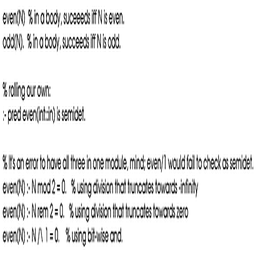 even(N) % in a body, suceeeds iff N is even.
odd(N). % in a body, succeeds iff N is odd.
% rolling our own:
:- pred even(int::in) is semidet.
% It's an error to have all three in one module, mind; even/1 would fail to check as semidet.
even(N) :- N mod 2 = 0. % using division that truncates towards -infinity
even(N) :- N rem 2 = 0. % using division that truncates towards zero
even(N) :- N /\ 1 = 0. % using bit-wise and.